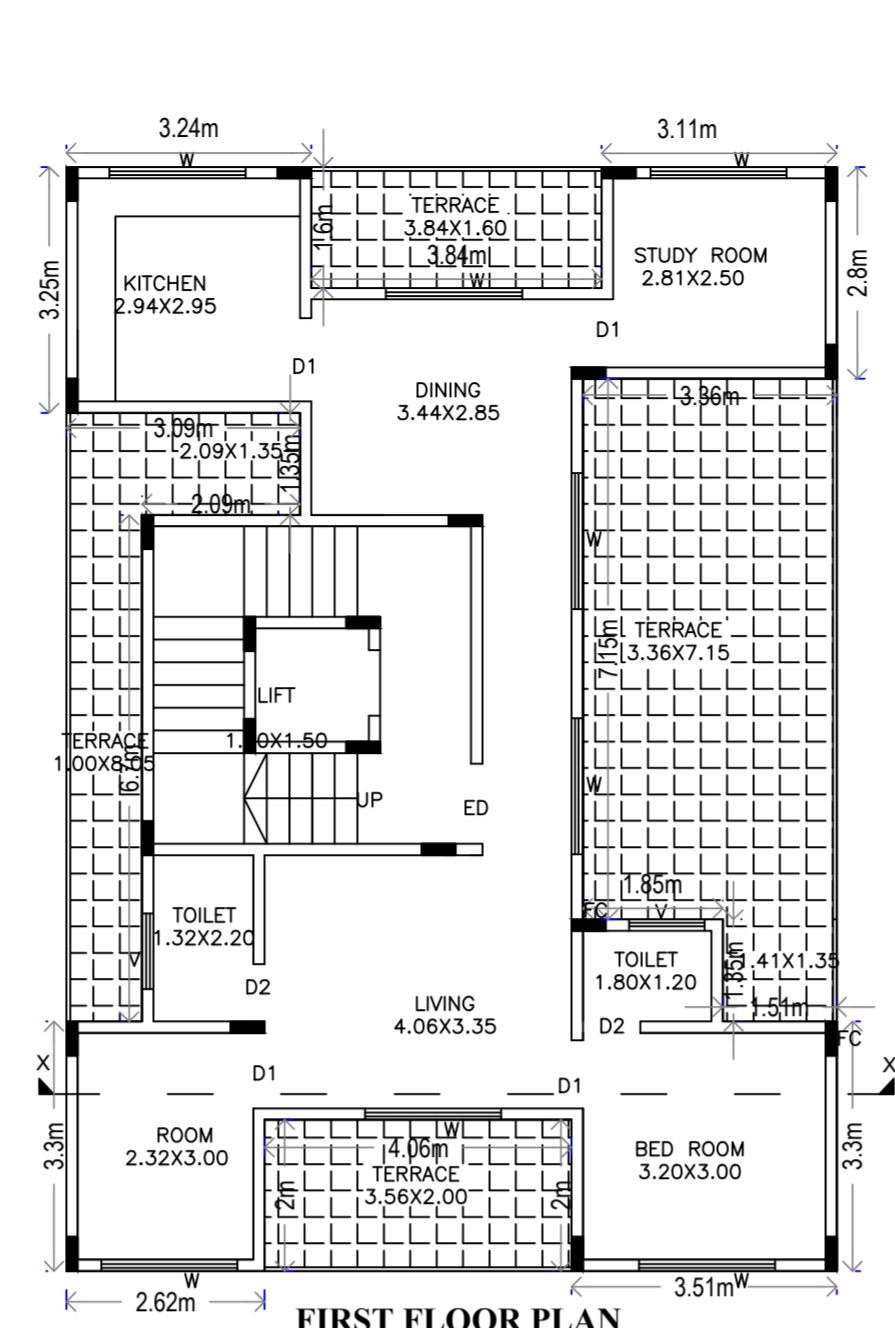 3.24m
3.11m
W
W
TERRACE
3.84X1.60
1.6m
3.84m
W
STUDY ROOM
2.81X2.50
2.8m
3.25m
KITCHEN
2.94X2.95
D1
D1
DINING
3.44X2.85
3.36m
3.09m
2.09X1.35
1.35m
2.09m
W
TERRACE
3.36X7.15
7.15m
LIFT
TERRACE
1.00X8.05
W
UP
ED
1.85m
FC
V
TOILET
1.32X2.20
V
TOILET
1.80X1.20
1.35m
1.41X1.35
D2
LIVING
4.06X3.35
1.51m
D2
FC
X
X
D1
D1
W
ROOM
2.32X3.00
3.3m
4.06m
TERRACE
3.56X2.00
2m
2m
BED ROOM
3.20X3.00
3.3m
W
W
2.62m
3.51m
FIRST FLOOR PLAN